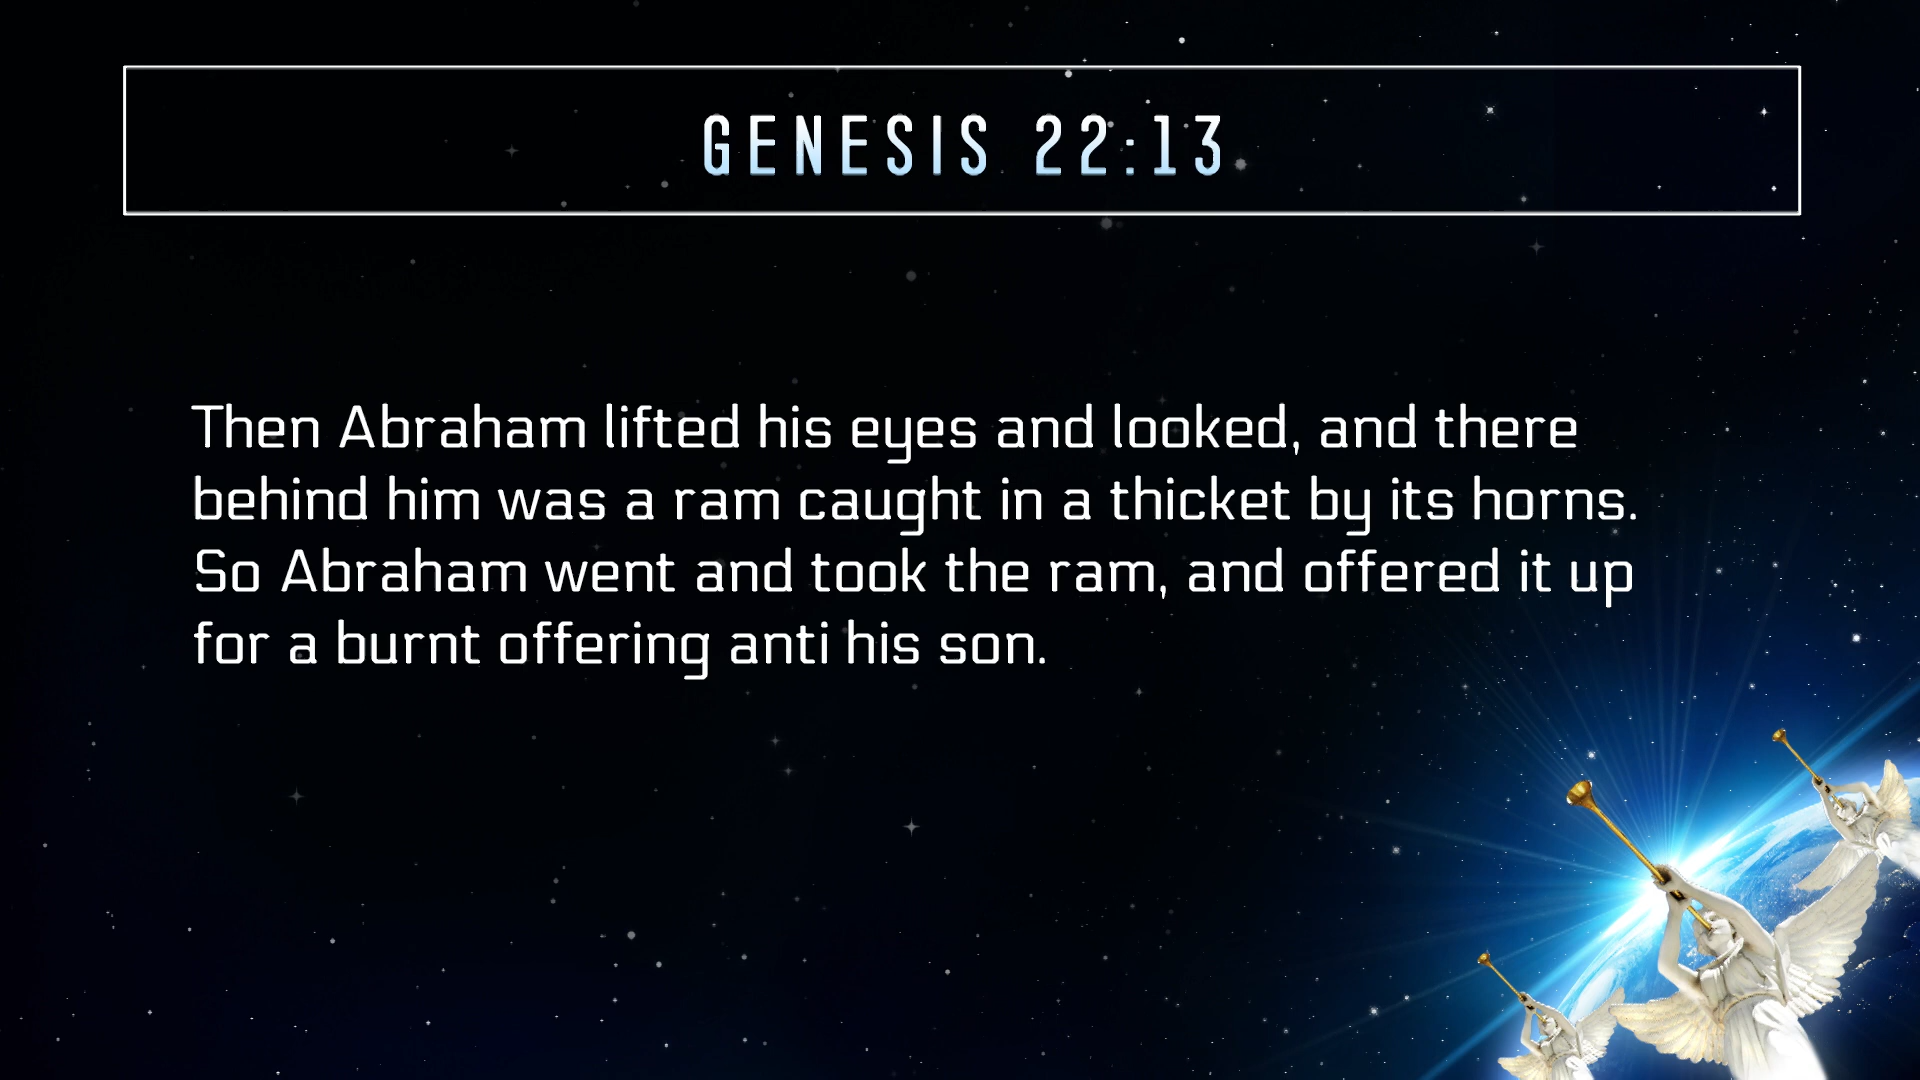 GENESIS 22:13
Then Abraham lifted his eyes and looked, and there
behind him was a ram caught in a thicket by its horns.
So Abraham went and took the ram, and offered it up
for a burnt offering anti his son.